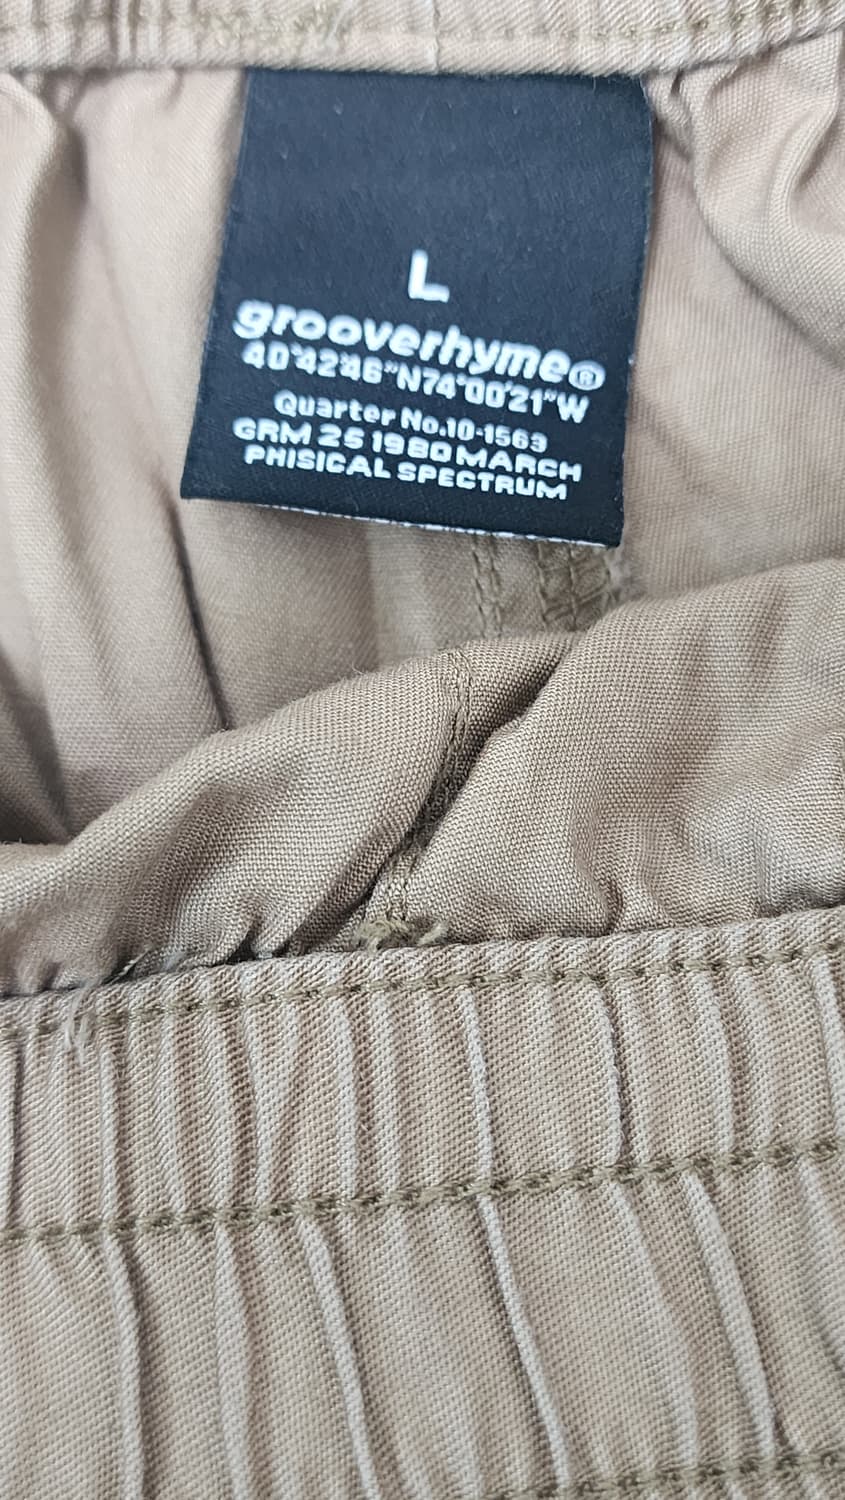 L
grooverhyme®
40°42'46"N74°00'21"W
Quarter No.10-1563
GRM 25 1980 MARCH
PHISICAL SPECTRUM